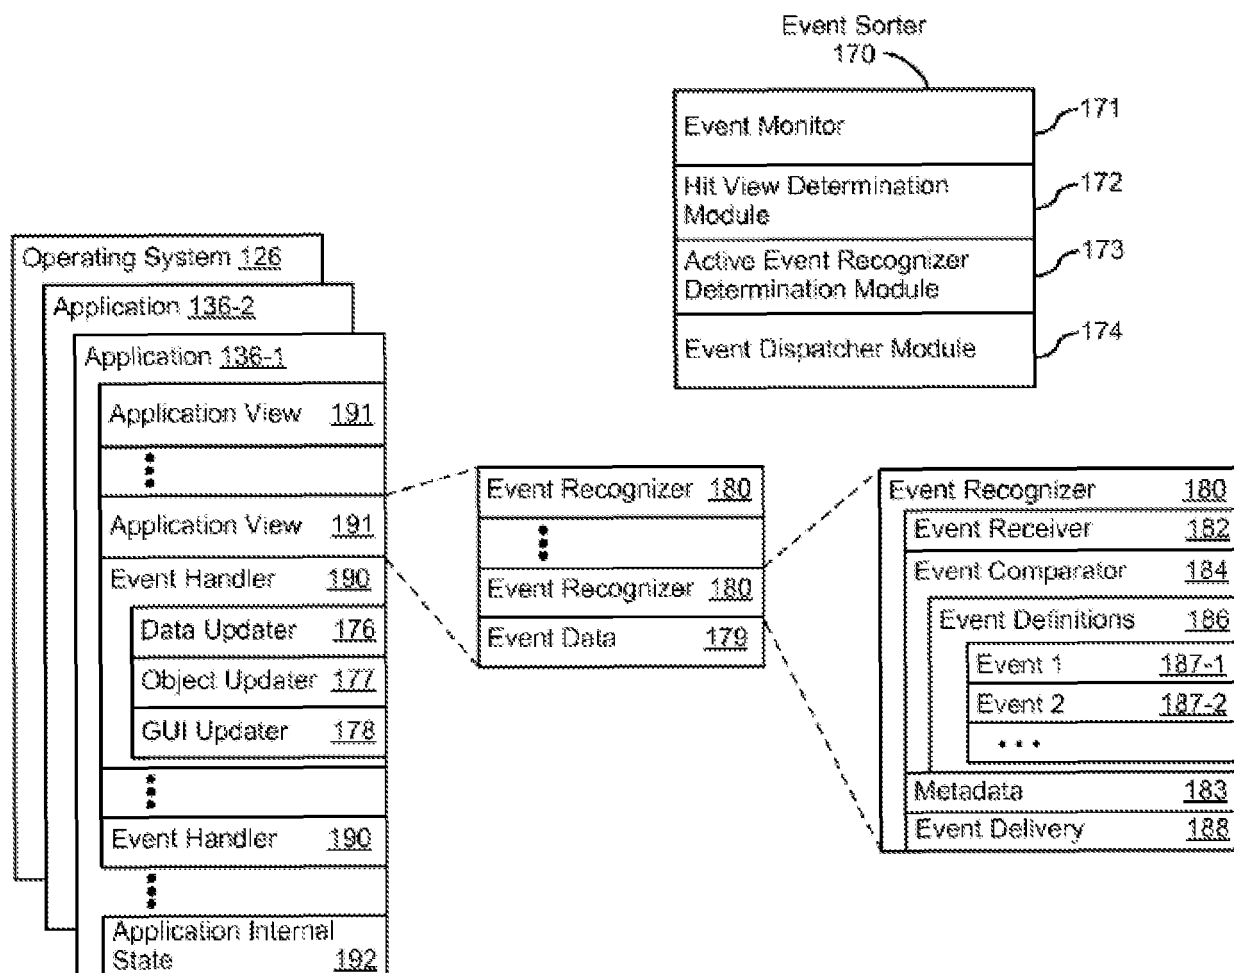 Event Sorter
170
Event Monitor
171
Hit View Determination
Module
172
Active Event Recognizer
Determination Module
173
Event Dispatcher Module
174
Operating System 126
Application 136-2
Application 136-1
Application View 191
Application View 191
Event Handler 190
Data Updater 176
Object Updater 177
GUI Updater 178
Event Handler 190
Application Internal
State 192
Event Recognizer 180
Event Recognizer 180
Event Data 179
Event Recognizer 180
Event Receiver 182
Event Comparator 184
Event Definitions 186
Event 1 187-1
Event 2 187-2
Metadata 183
Event Delivery 188